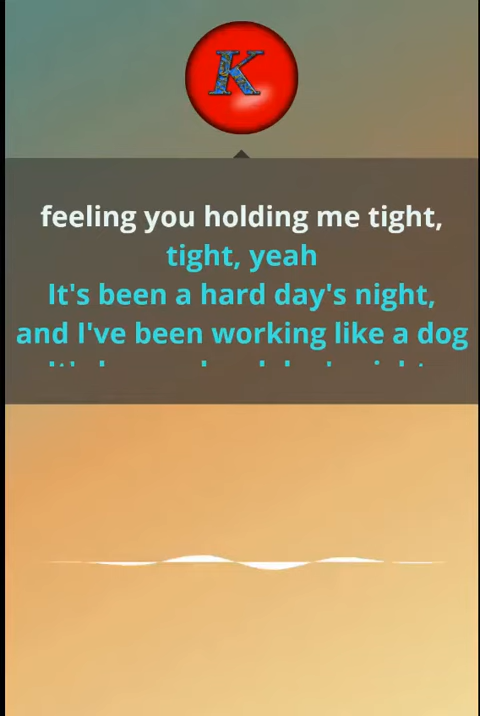 K
feeling you holding me tight,
tight, yeah
It's been a hard day's night,
and I've been working like a dog